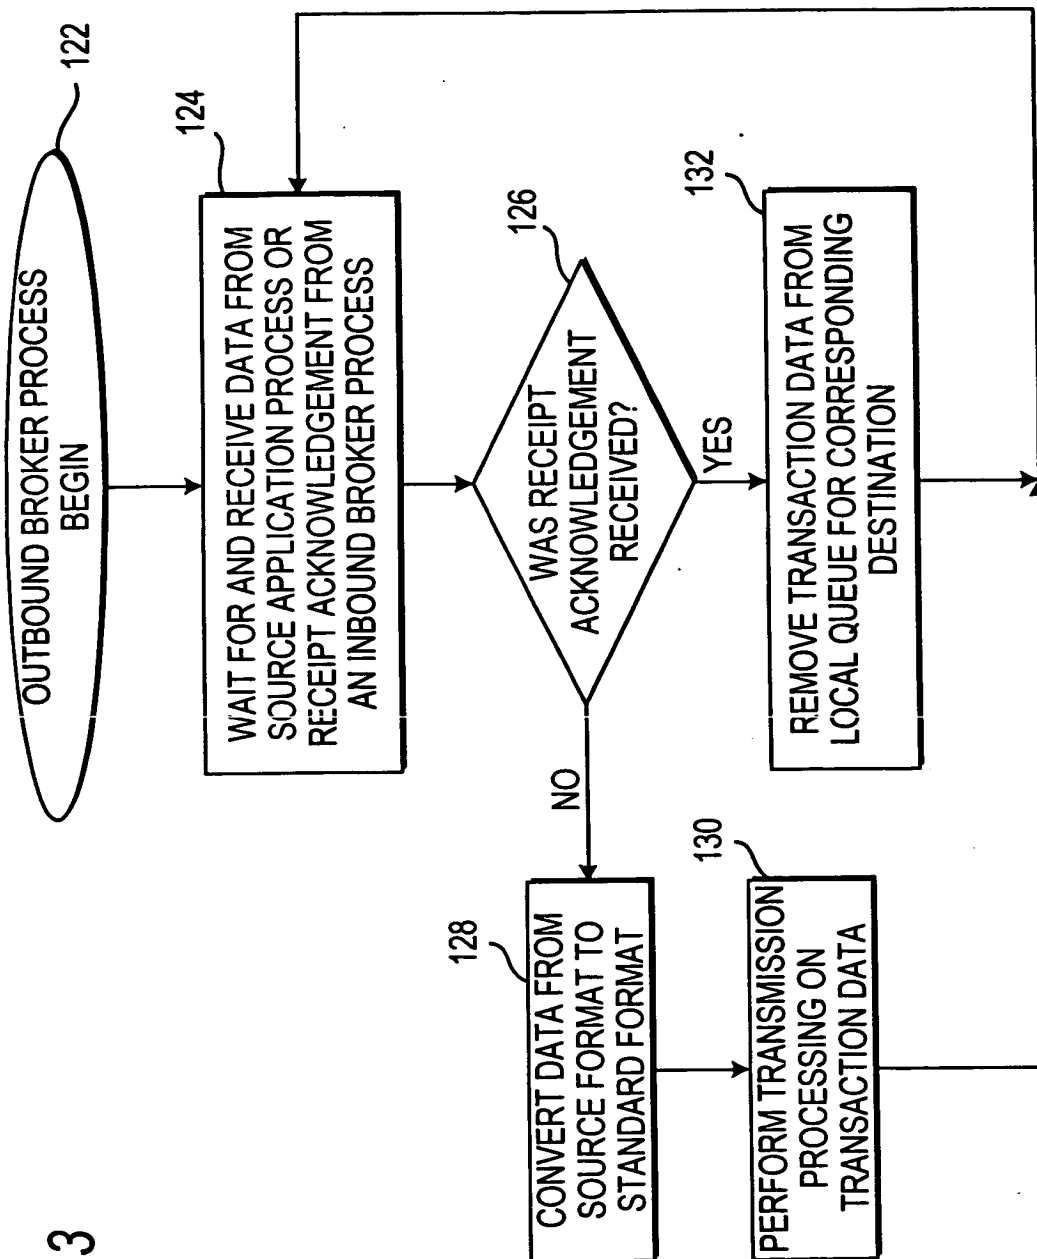 3
OUTBOUND BROKER PROCESS
BEGIN
122
124
WAIT FOR AND RECEIVE DATA FROM
SOURCE APPLICATION PROCESS OR
RECEIPT ACKNOWLEDGEMENT FROM
AN INBOUND BROKER PROCESS
126
WAS RECEIPT
ACKNOWLEDGEMENT
RECEIVED?
NO
YES
128
CONVERT DATA FROM
SOURCE FORMAT TO
STANDARD FORMAT
132
REMOVE TRANSACTION DATA FROM
LOCAL QUEUE FOR CORRESPONDING
DESTINATION
130
PERFORM TRANSMISSION
PROCESSING ON
TRANSACTION DATA